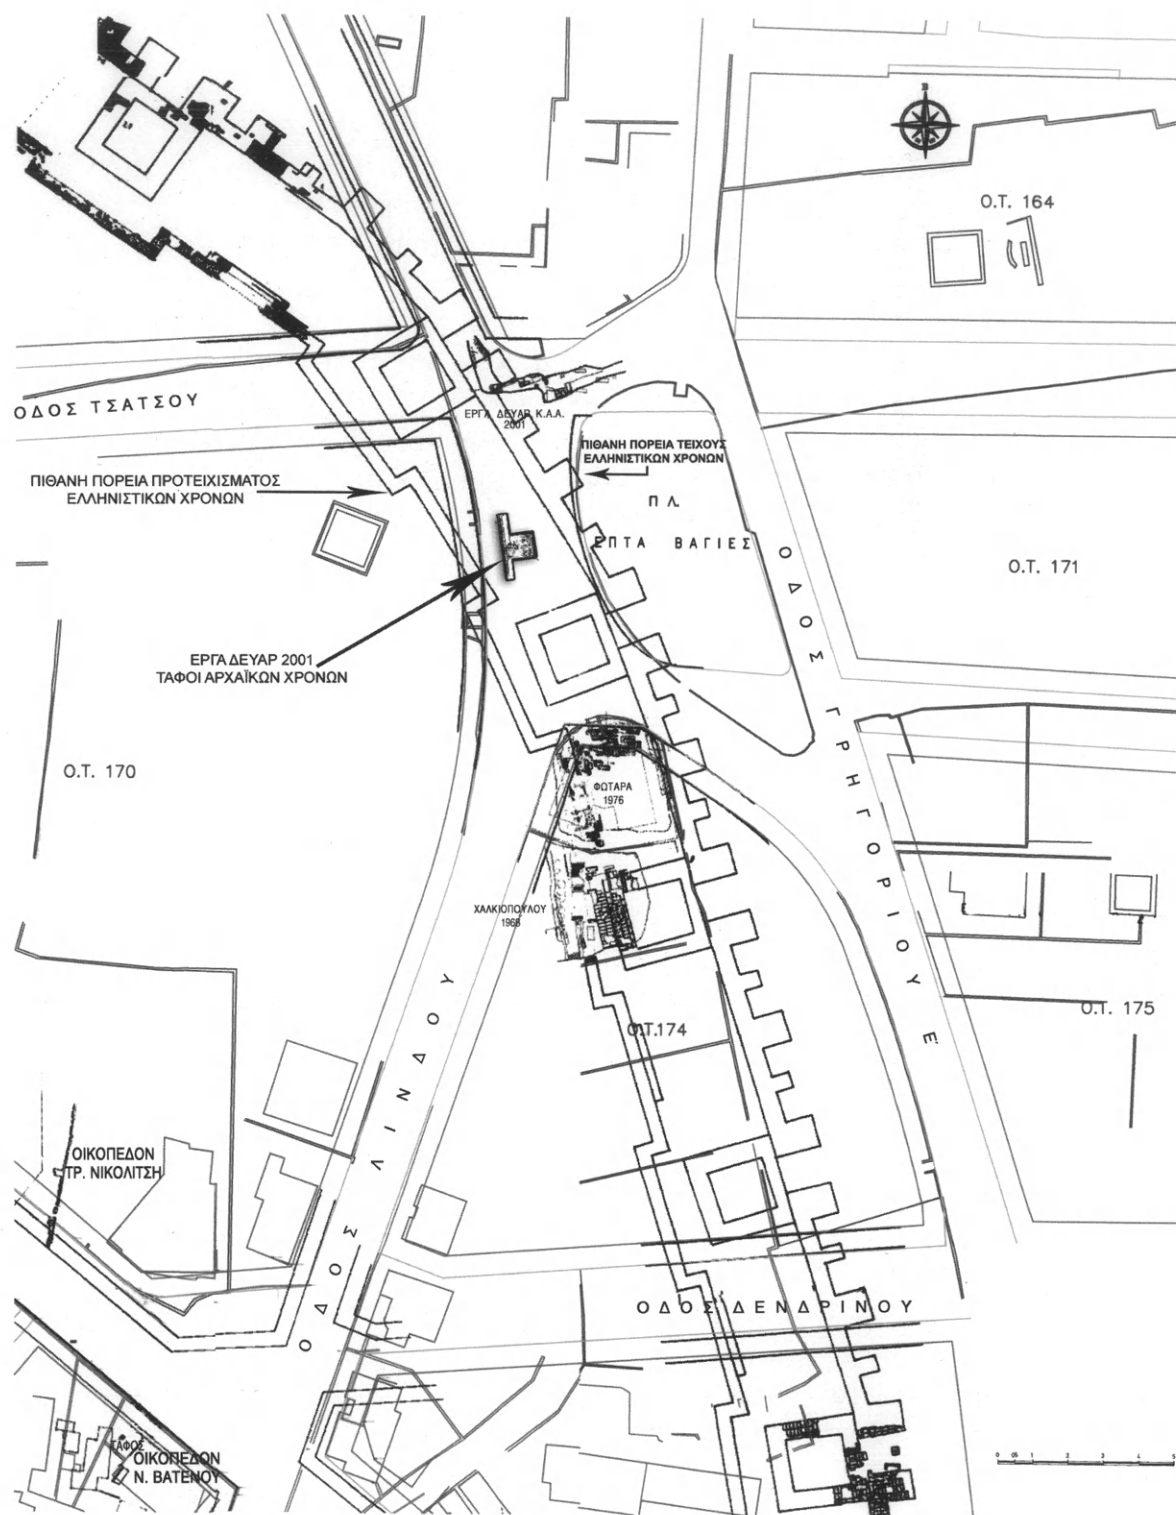 Β
Ο.Τ. 164
ΟΔΟΣ ΤΣΑΤΣΟΥ
ΕΡΓΑ ΔΕΥΑΡ Κ.Α.Α.
2001
ΠΙΘΑΝΗ ΠΟΡΕΙΑ ΤΕΙΧΟΥΣ
ΕΛΛΗΝΙΣΤΙΚΩΝ ΧΡΟΝΩΝ
ΠΙΘΑΝΗ ΠΟΡΕΙΑ ΠΡΟΤΕΙΧΙΣΜΑΤΟΣ
ΕΛΛΗΝΙΣΤΙΚΩΝ ΧΡΟΝΩΝ
ΠΛ.
ΕΠΤΑ ΒΑΓΙΕΣ
Ο.Τ. 171
ΟΔΟΣ ΓΡΗΓΟΡΙΟΥ Ε'
ΕΡΓΑ ΔΕΥΑΡ 2001
ΤΑΦΟΙ ΑΡΧΑΪΚΩΝ ΧΡΟΝΩΝ
Ο.Τ. 170
ΦΩΤΑΡΑ
1976
ΧΑΛΚΙΟΠΟΥΛΟΥ
1968
Ο.Τ.174
Ο.Τ. 175
ΟΔΟΣ ΛΙΝΔΟΥ
ΟΙΚΟΠΕΔΟΝ
ΤΡ. ΝΙΚΟΛΙΤΣΗ
ΟΔΟΣ ΔΕΝΔΡΙΝΟΥ
ΤΑΦΟΣ
ΟΙΚΟΠΕΔΟΝ
Ν. ΒΑΤΕΝΟΥ